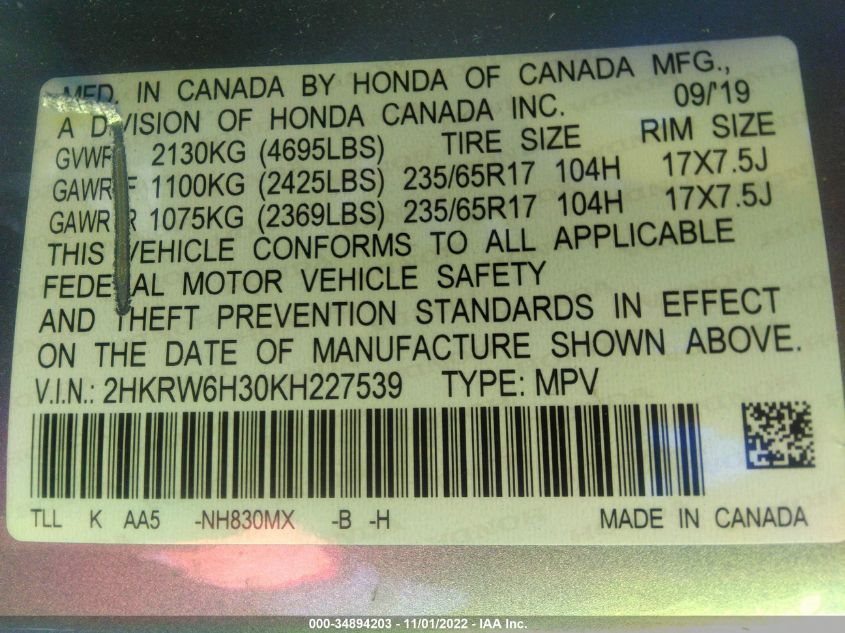 MFD. IN CANADA BY HONDA OF CANADA MFG.,
A DIVISION OF HONDA CANADA INC. 09/'19
GVWR 2130KG (4695LBS) TIRE SIZE RIM SIZE
GAWR F 1100KG (2425LBS) 235/65R17 104H 17X7.5J
GAWR R 1075KG (2369LBS) 235/65R17 104H 17X7.5J
THIS VEHICLE CONFORMS TO ALL APPLICABLE
FEDERAL MOTOR VEHICLE SAFETY
AND THEFT PREVENTION STANDARDS IN EFFECT
ON THE DATE OF MANUFACTURE SHOWN ABOVE.
V.I.N.: 2HKRW6H30KH227539 TYPE: MPV
TLL K AA5 -NH830MX -B -H MADE IN CANADA
000-34894203 - 11/01/2022 - IAA Inc.